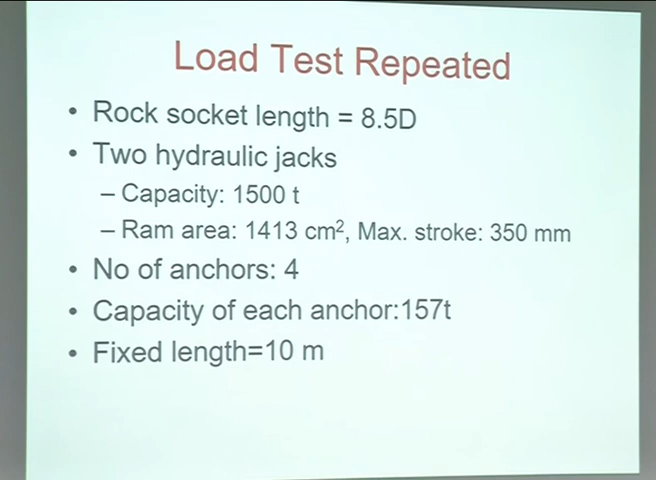 Load Test Repeated
• Rock socket length = 8.5D
• Two hydraulic jacks
– Capacity: 1500 t
– Ram area: 1413 cm², Max. stroke: 350 mm
• No of anchors: 4
• Capacity of each anchor:157t
• Fixed length=10 m